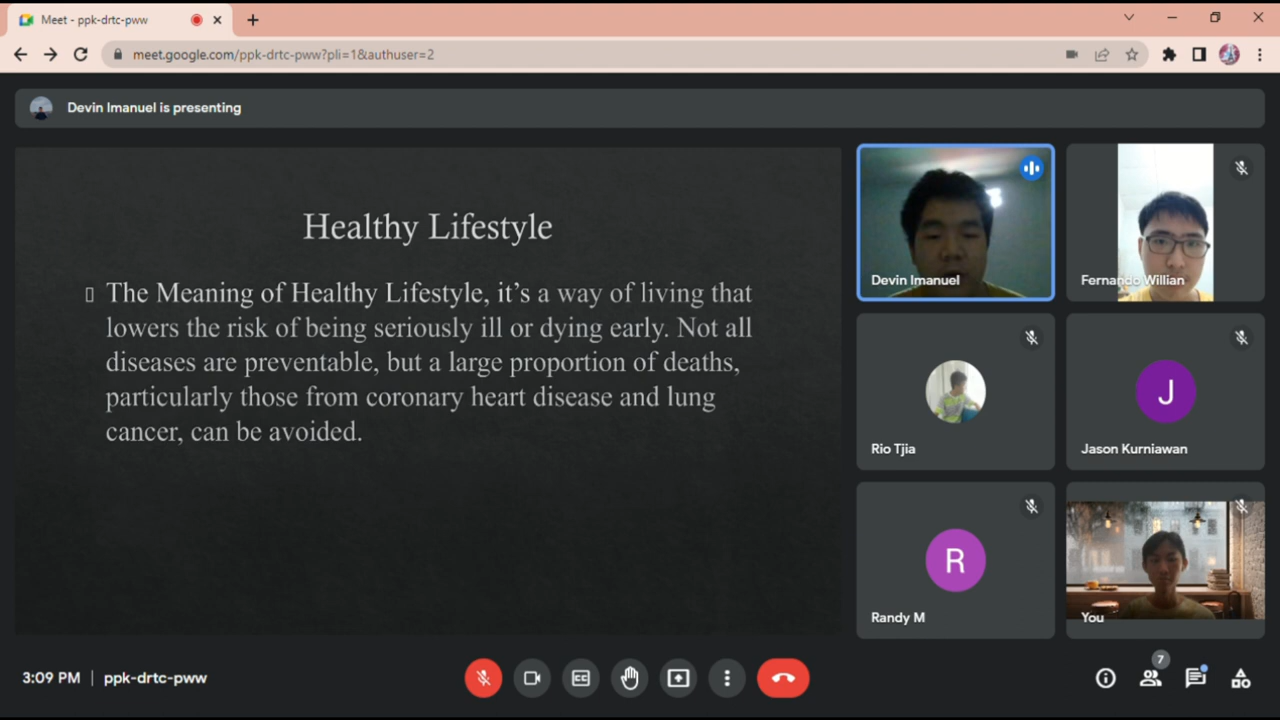 Meet - ppk-drtc-pww
meet.google.com/ppk-drtc-pww?pli=1&authuser=2
Devin Imanuel is presenting
Healthy Lifestyle
The Meaning of Healthy Lifestyle, it’s a way of living that
lowers the risk of being seriously ill or dying early. Not all
diseases are preventable, but a large proportion of deaths,
particularly those from coronary heart disease and lung
cancer, can be avoided.
Devin Imanuel
Fernando Willian
Rio Tjia
J
Jason Kurniawan
R
Randy M
You
3:09 PM | ppk-drtc-pww
CC
7